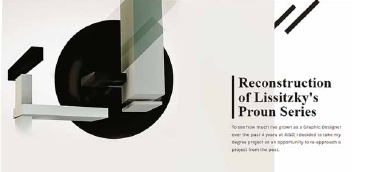 Reconstruction
of Lissitzky's
Proun Series
To see how much I've grown as a Graphic Designer
over the past 4 years at AGGD, I decided to take my
degree project as an opportunity to re-approach a
project from the past.